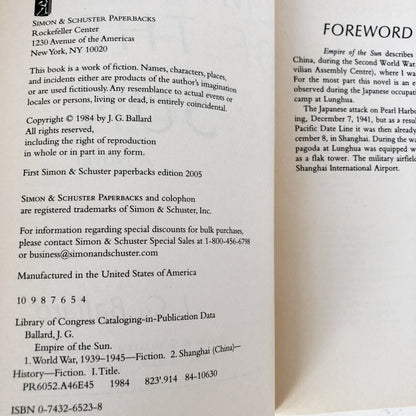 SIMON & SCHUSTER PAPERBACKS
Rockefeller Center
1230 Avenue of the Americas
New York, NY 10020
This book is a work of fiction. Names, characters, places,
and incidents either are products of the author's imagination
or are used fictitiously. Any resemblance to actual events or
locales or persons, living or dead, is entirely coincidental.
Copyright © 1984 by J. G. Ballard
All rights reserved,
including the right of reproduction
in whole or in part in any form.
First Simon & Schuster paperback edition 2005
SIMON & SCHUSTER PAPERBACKS and colophon
are registered trademarks of Simon & Schuster, Inc.
For information regarding special discounts for bulk purchases,
please contact Simon & Schuster Special Sales at 1-800-456-6798
or business@simonandschuster.com
Manufactured in the United States of America
10 9 8 7 6 5 4
Library of Congress Cataloging-in-Publication Data
Ballard, J. G.
Empire of the Sun.
1. World War, 1939–1945—Fiction. 2. Shanghai (China)—
History—Fiction. I. Title.
PR6052.A46E45 1984 823'.914 84-10630
ISBN 0-7432-6523-8
FOREWORD
Empire of the Sun describes
China, during the Second World War,
vilian Assembly Centre), where I wa
For the most part this novel is an e
observed during the Japanese occupation
camp at Lunghua.
The Japanese attack on Pearl Harbo
ing, December 7, 1941, but as a resul
Pacific Date Line it was then already
cember 8, in Shanghai. During the wa
pagoda at Lunghua was equipped w
as a flak tower. The military airfield
Shanghai International Airport.